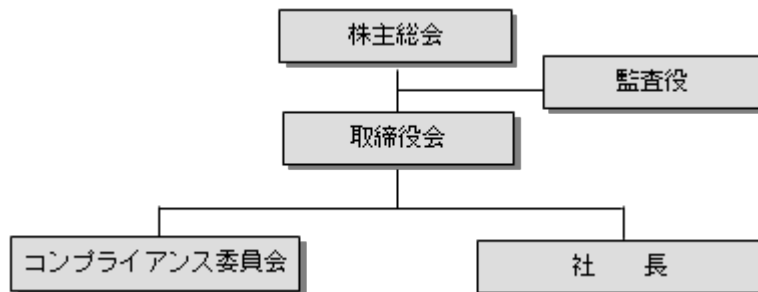 株主総会
監査役
取締役会
コンプライアンス委員会
社　長